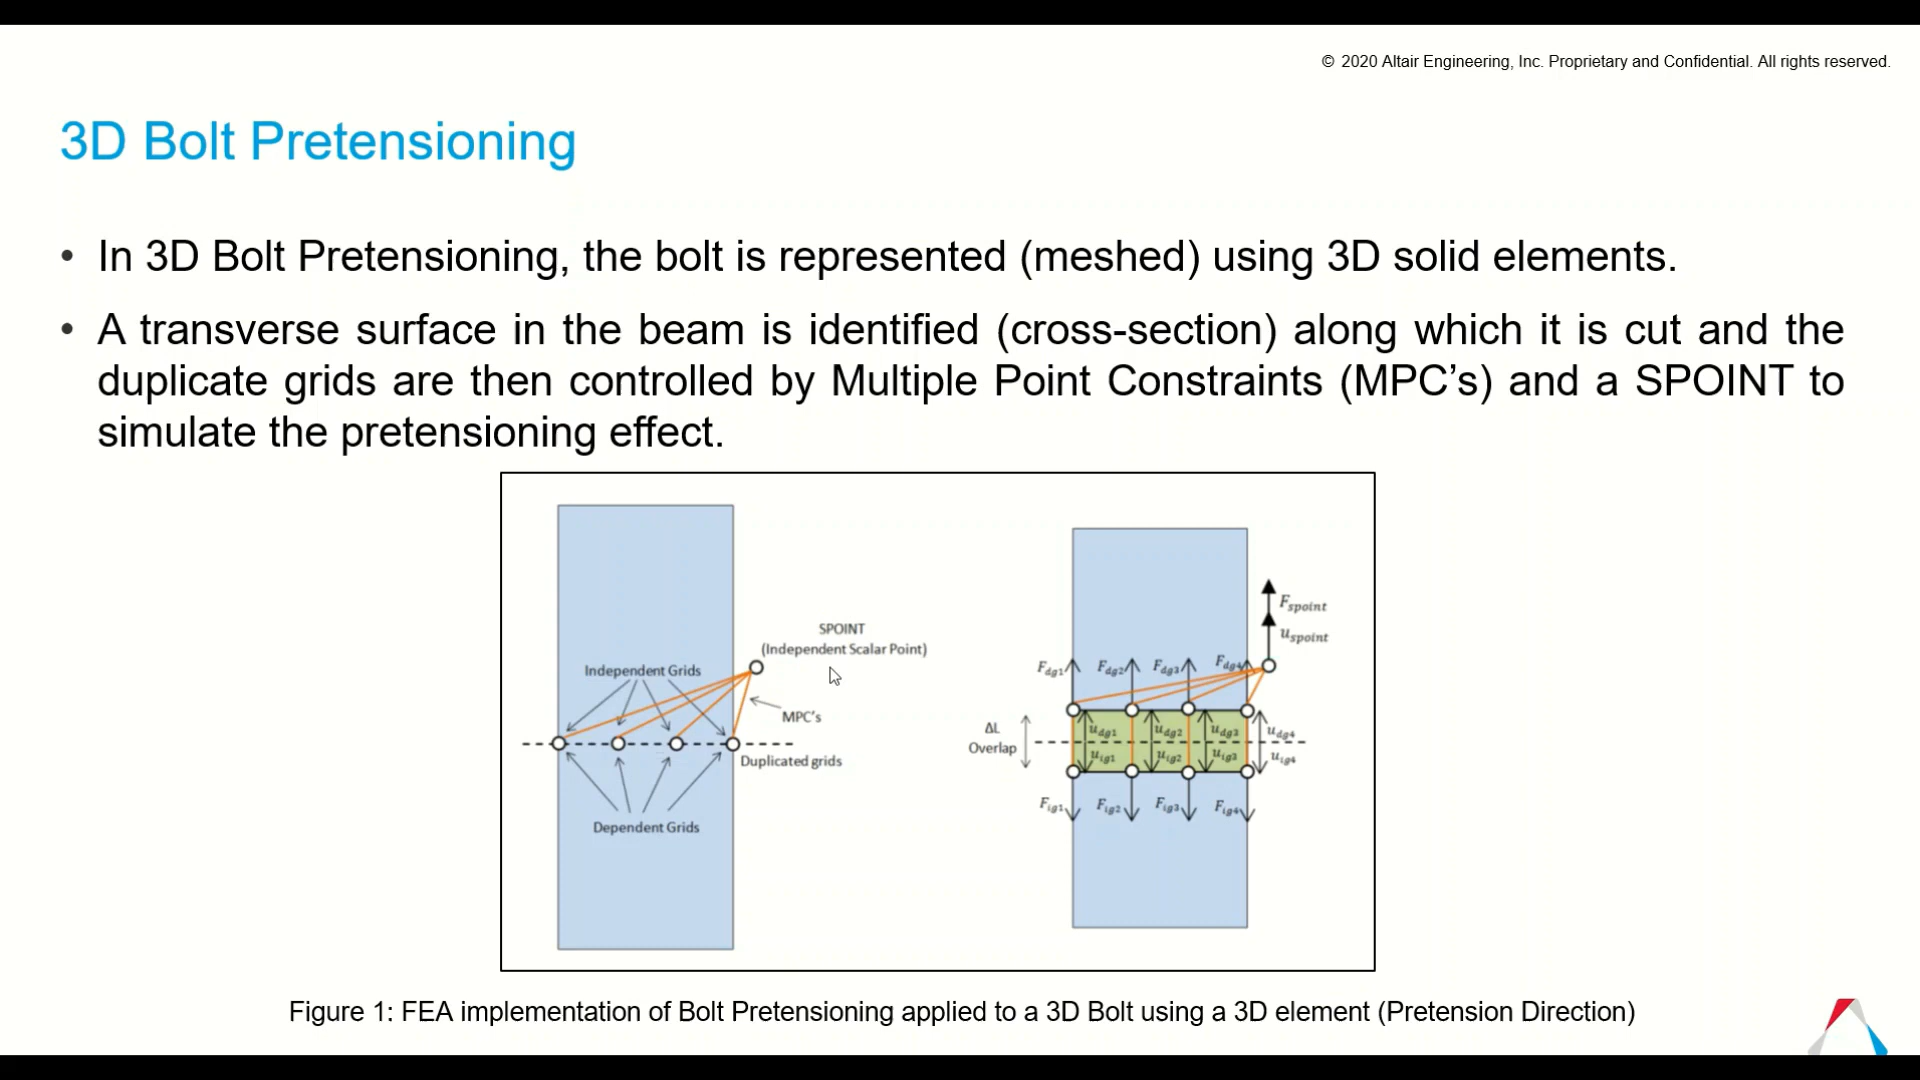 © 2020 Altair Engineering, Inc. Proprietary and Confidential. All rights reserved.
3D Bolt Pretensioning
• In 3D Bolt Pretensioning, the bolt is represented (meshed) using 3D solid elements.
• A transverse surface in the beam is identified (cross-section) along which it is cut and the
duplicate grids are then controlled by Multiple Point Constraints (MPC’s) and a SPOINT to
simulate the pretensioning effect.
SPOINT
(Independent Scalar Point)
Independent Grids
MPC's
Duplicated grids
Dependent Grids
Fspoint
uspoint
Fdg1 Fdg2 Fdg3 Fdg4
ΔL
Overlap
udg1 udg2 udg3 udg4
uig1 uig2 uig3 uig4
Fig1 Fig2 Fig3 Fig4
Figure 1: FEA implementation of Bolt Pretensioning applied to a 3D Bolt using a 3D element (Pretension Direction)